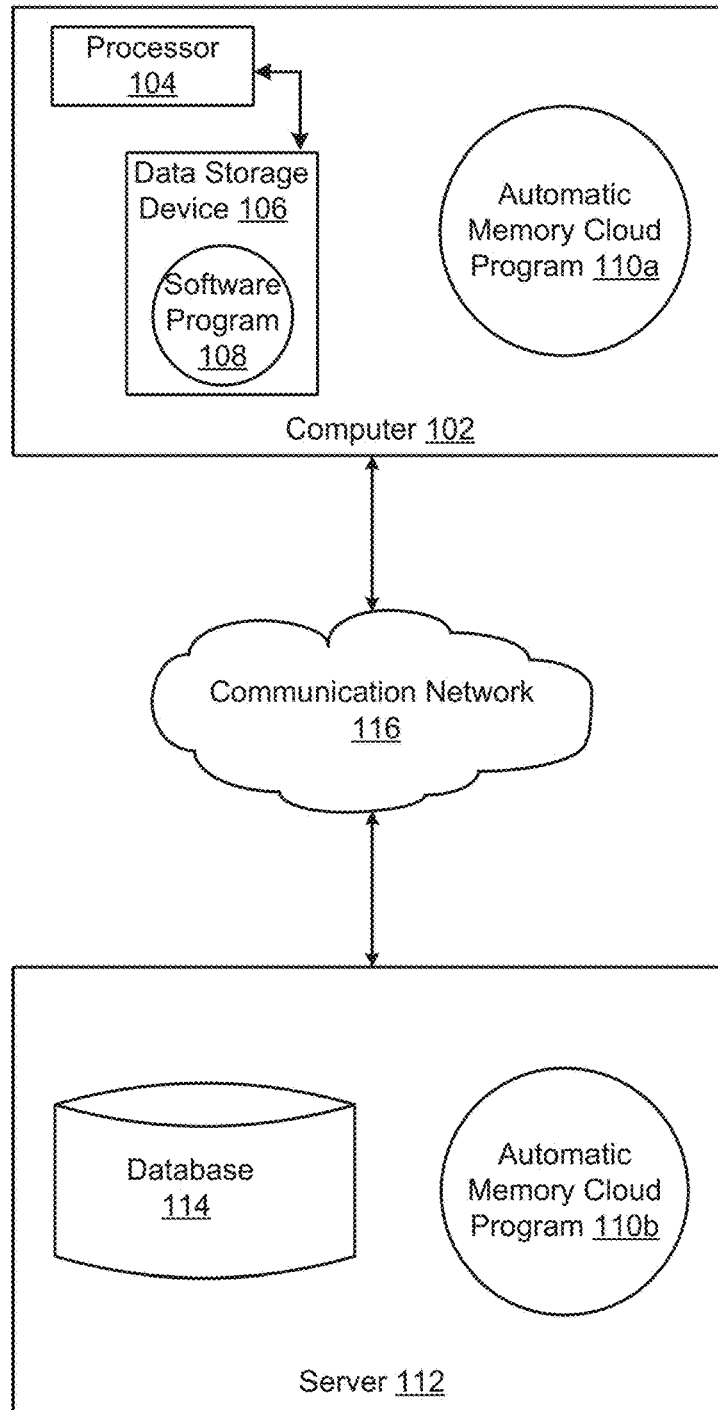 Processor
104
Data Storage
Device 106
Software
Program
108
Automatic
Memory Cloud
Program 110a
Computer 102
Communication Network
116
Database
114
Automatic
Memory Cloud
Program 110b
Server 112